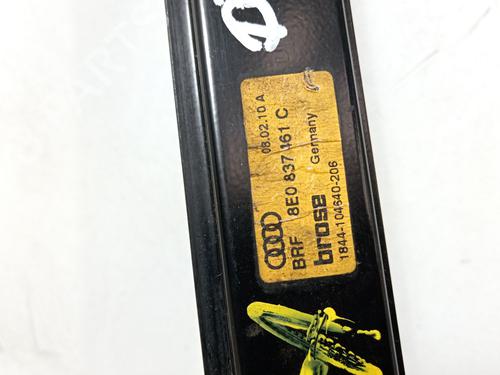 08.02.10 A
8E0 837 461 C
BRF
Germany
brose
1844-104640-206